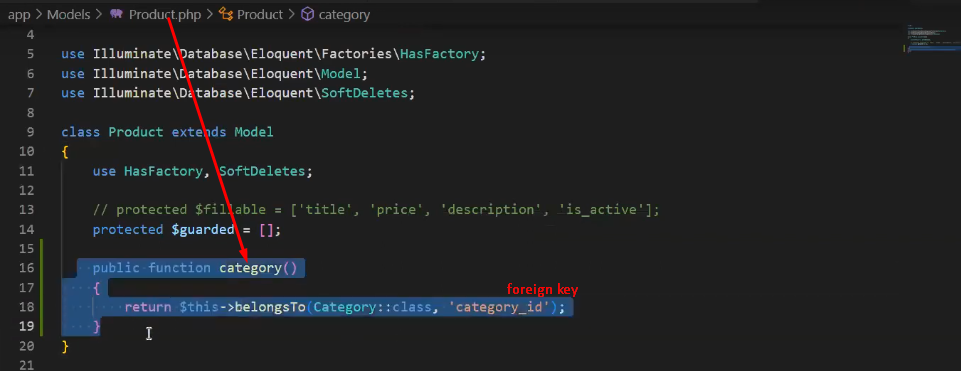 app > Models > Product.php > Product > category
4
5 use Illuminate\Database\Eloquent\Factories\HasFactory;
6 use Illuminate\Database\Eloquent\Model;
7 use Illuminate\Database\Eloquent\SoftDeletes;
8
9 class Product extends Model
10 {
11 use HasFactory, SoftDeletes;
12
13 // protected $fillable = ['title', 'price', 'description', 'is_active'];
14 protected $guarded = [];
15
16 public function category()
17 {
foreign key
18 return $this->belongsTo(Category::class, 'category_id');
19 }
20 }
21